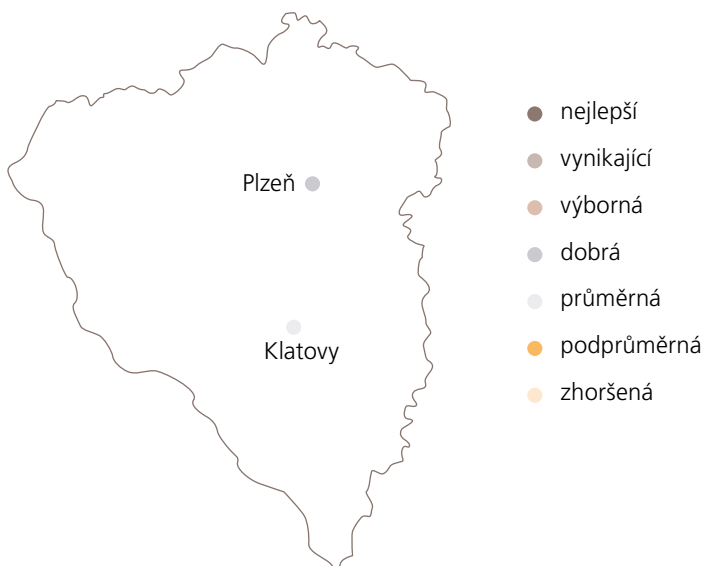 Plzeň
Klatovy
nejlepší
vynikající
výborná
dobrá
průměrná
podprůměrná
zhoršená